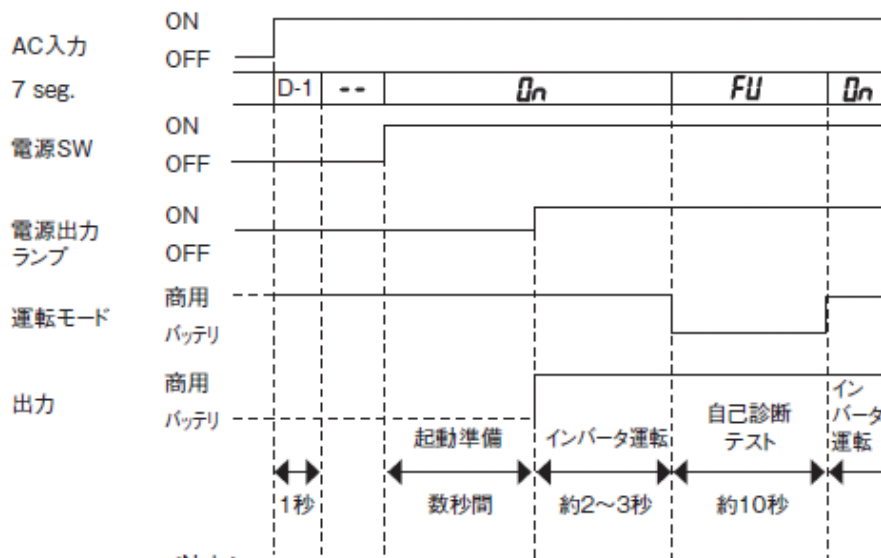 AC入力
ON
OFF
7 seg.
D-1
--
On
FU
On
電源SW
ON
OFF
電源出力
ランプ
ON
OFF
運転モード
商用
バッテリ
出力
商用
バッテリ
起動準備
インバータ運転
自己診断
テスト
イン
バータ
運転
1秒
数秒間
約2～3秒
約10秒